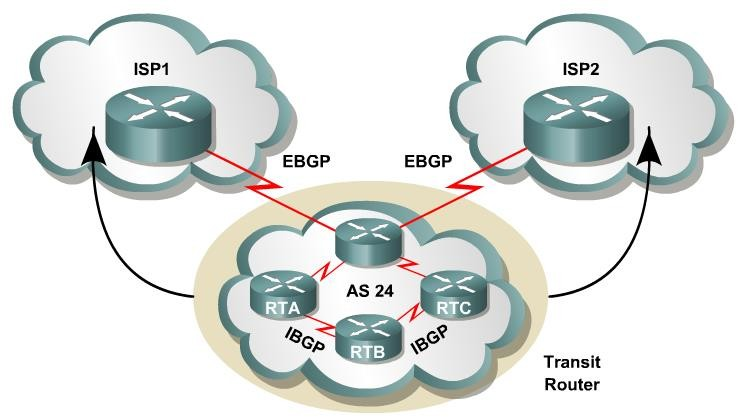 ISP1
ISP2
EBGP
EBGP
AS 24
RTA
RTC
IBGP
RTB
IBGP
Transit
Router